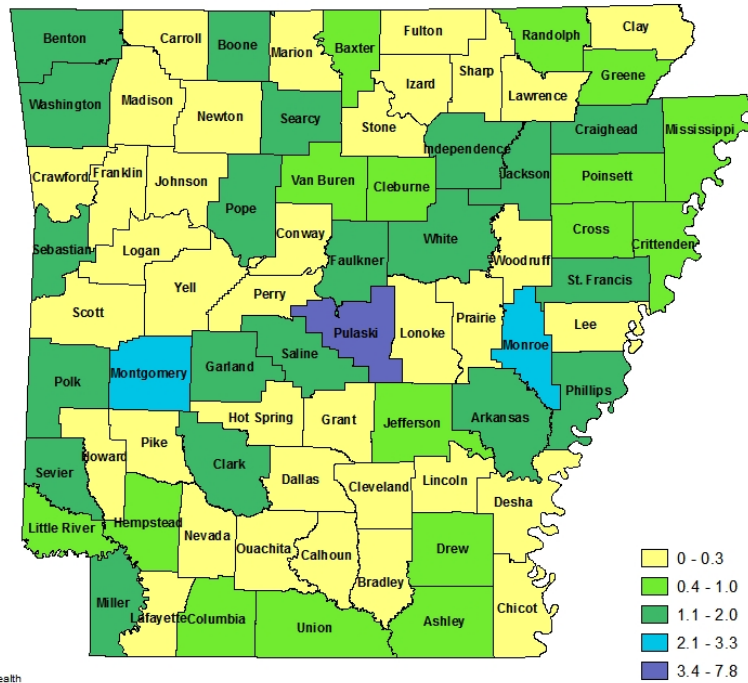 Benton
Carroll
Boone
Marion
Baxter
Fulton
Randolph
Clay
Izard
Sharp
Greene
Washington
Madison
Newton
Searcy
Stone
Lawrence
Independence
Jackson
Craighead
Mississippi
Crawford
Franklin
Johnson
Pope
Van Buren
Cleburne
Poinsett
Sebastian
Logan
Conway
Faulkner
White
Woodruff
Cross
Crittenden
St. Francis
Scott
Yell
Perry
Pulaski
Lonoke
Prairie
Monroe
Lee
Polk
Montgomery
Garland
Saline
Phillips
Hot Spring
Grant
Jefferson
Arkansas
Howard
Pike
Clark
Sevier
Dallas
Cleveland
Lincoln
Desha
Little River
Hempstead
Nevada
Ouachita
Calhoun
Bradley
Drew
Miller
Lafayette
Columbia
Union
Ashley
Chicot
0 - 0.3
0.4 - 1.0
1.1 - 2.0
2.1 - 3.3
3.4 - 7.8
ealth